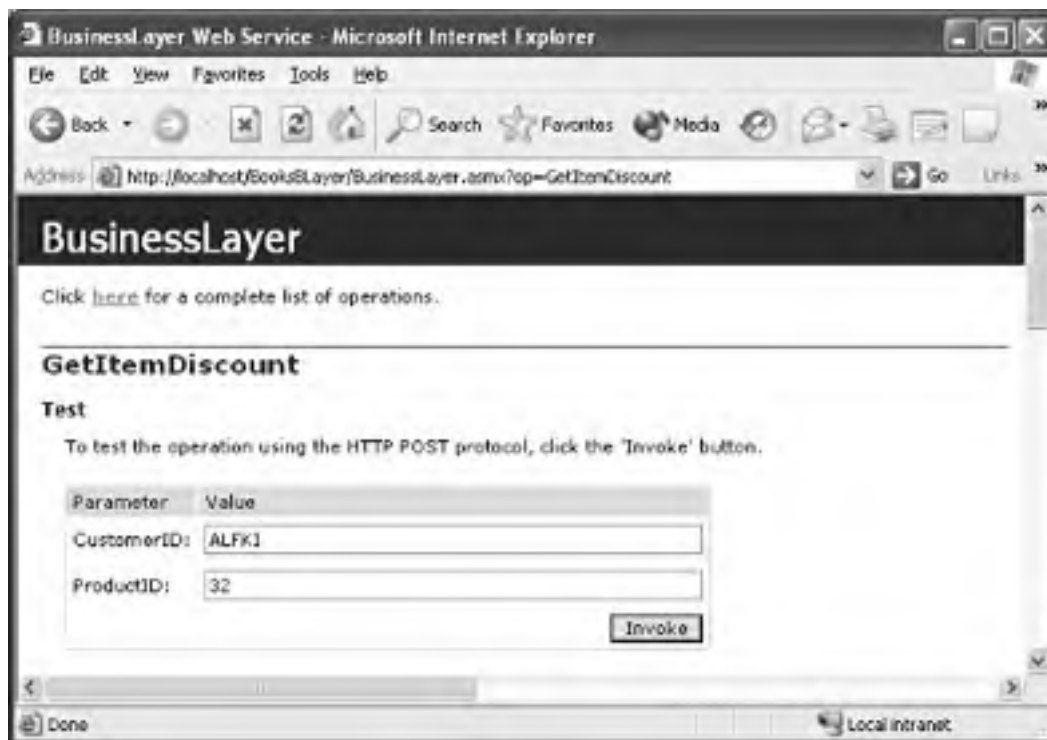 BusinessLayer Web Service - Microsoft Internet Explorer
File Edit View Favorites Tools Help
Back Search Favorites Media
Address http://localhost/BooksBLayer/BusinessLayer.asmx?op=GetItemDiscount Go Links
BusinessLayer
Click here for a complete list of operations.
GetItemDiscount
Test
To test the operation using the HTTP POST protocol, click the 'Invoke' button.
Parameter Value
CustomerID: ALFKI
ProductID: 32
Invoke
Done Local intranet